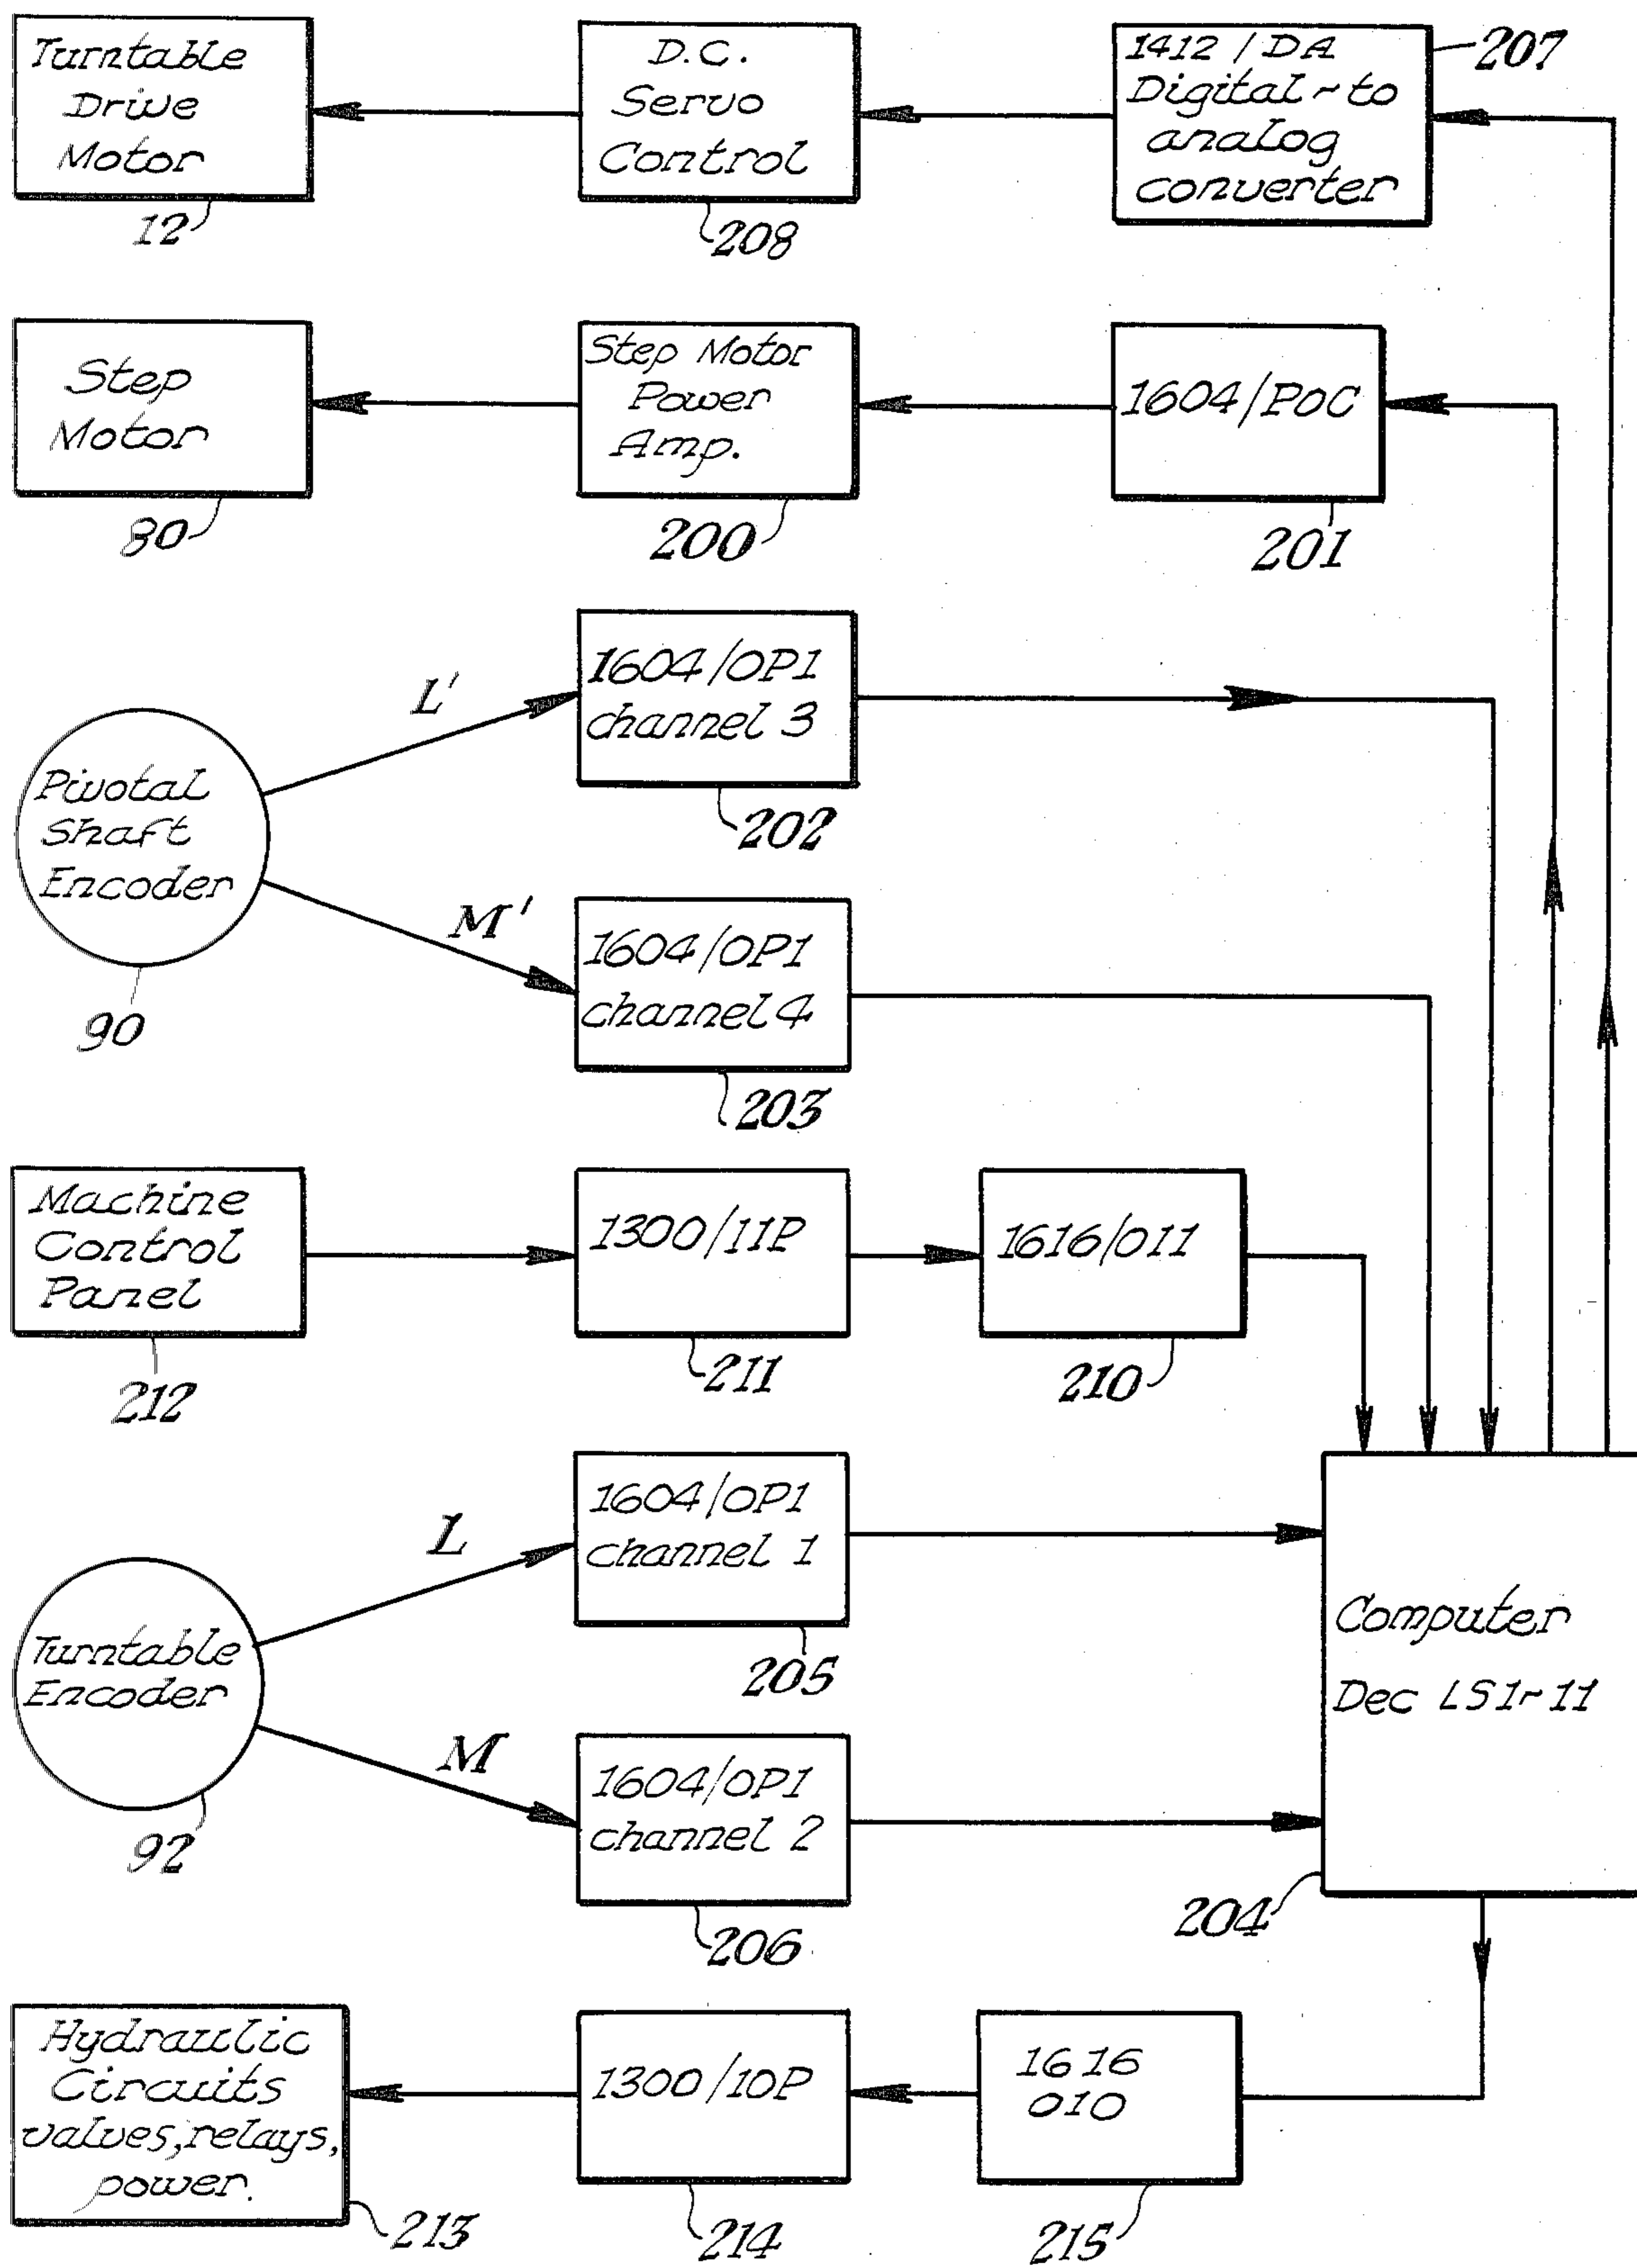 Turntable
Drive
Motor
12
D.C.
Servo
Control
208
1412/DA
Digital-to
analog
converter
207
Step
Motor
80
Step Motor
Power
Amp.
200
1604/POC
201
Pivotal
Shaft
Encoder
90
L'
M'
1604/OP1
channel 3
202
1604/OP1
channel 4
203
Machine
Control
Panel
212
1300/11P
211
1616/011
210
Turntable
Encoder
92
L
M
1604/OP1
channel 1
205
1604/OP1
channel 2
206
Computer
Dec LS1-11
204
Hydraulic
Circuits
valves, relays,
power.
213
1300/10P
214
1616
010
215